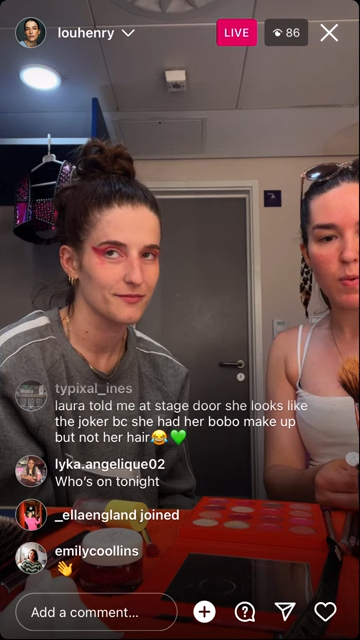 louhenry
LIVE
86
typixal_ines
laura told me at stage door she looks like
the joker bc she had her bobo make up
but not her hair😂💚
lyka.angelique02
Who's on tonight
_ellaengland joined
emilycoollins
👋
Add a comment...